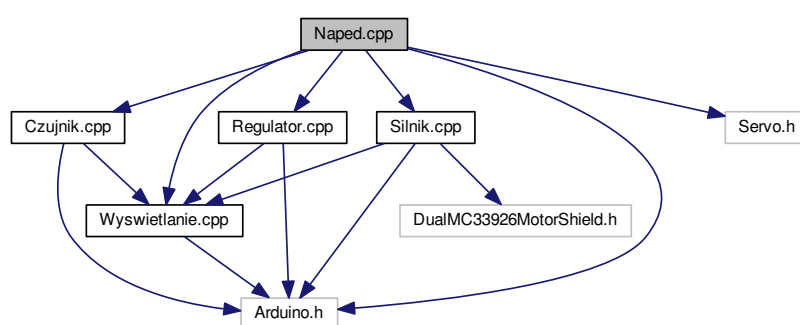 Naped.cpp
Czujnik.cpp
Regulator.cpp
Silnik.cpp
Servo.h
Wyswietlanie.cpp
DualMC33926MotorShield.h
Arduino.h